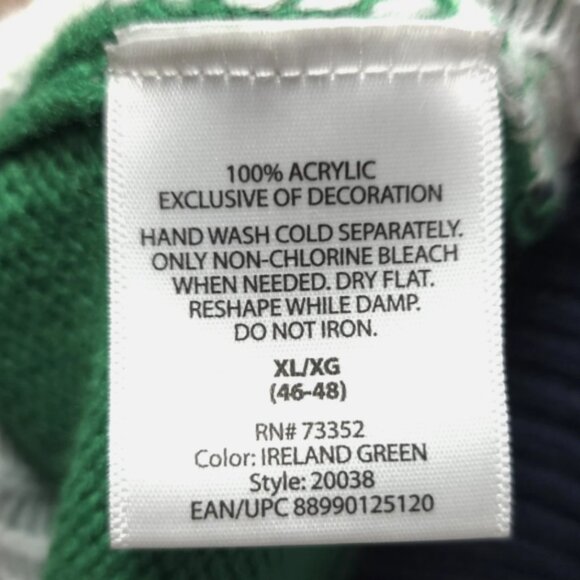 100% ACRYLIC
EXCLUSIVE OF DECORATION
HAND WASH COLD SEPARATELY.
ONLY NON-CHLORINE BLEACH
WHEN NEEDED. DRY FLAT.
RESHAPE WHILE DAMP.
DO NOT IRON.
XL/XG
(46-48)
RN# 73352
Color: IRELAND GREEN
Style: 20038
EAN/UPC 88990125120